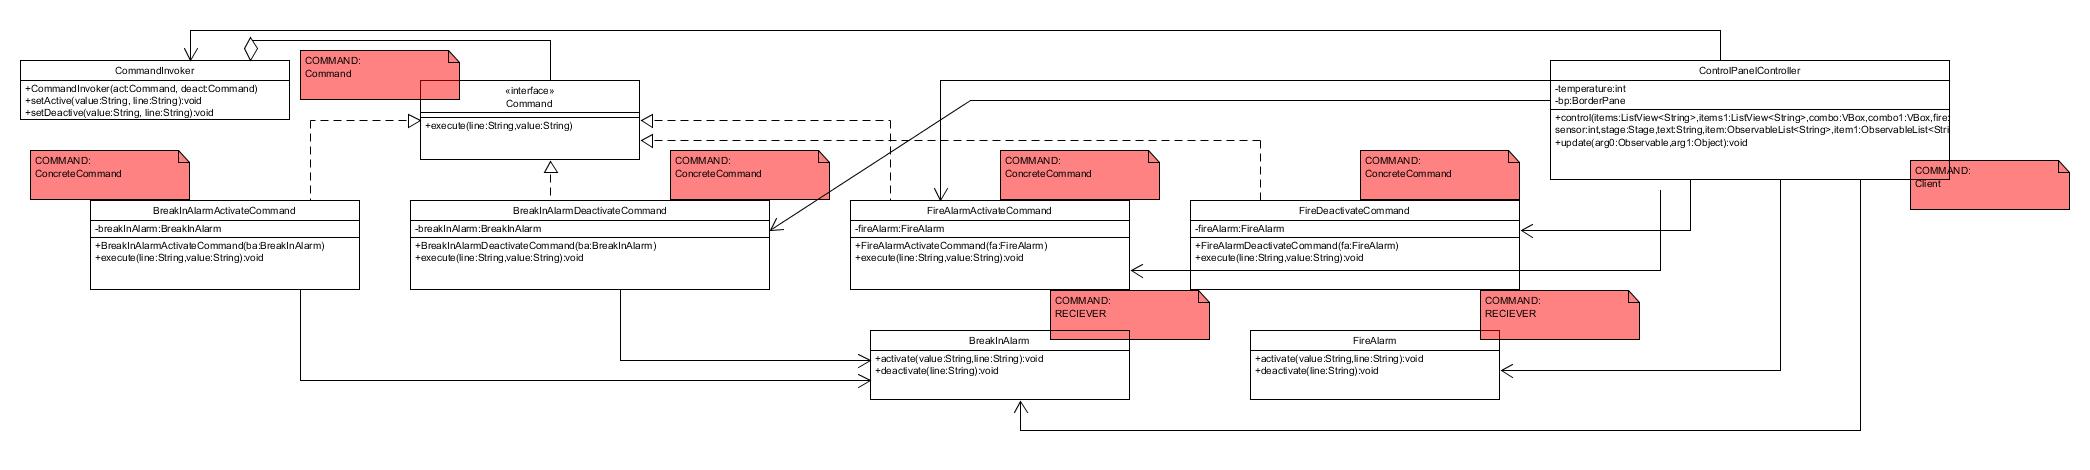 CommandInvoker
+CommandInvoker(act:Command, deact:Command)
+setActive(value:String, line:String):void
+setDeactive(value:String, line:String):void
COMMAND:
Command
«interface»
Command
+execute(line:String,value:String)
ControlPanelController
-temperature:int
-bp:BorderPane
+control(items:ListView<String>,items1:ListView<String>,combo:VBox,combo1:VBox,fire:
sensor:int,stage:Stage,text:String,item:ObservableList<String>,item1:ObservableList<Stri
+update(arg0:Observable,arg1:Object):void
COMMAND:
Client
COMMAND:
ConcreteCommand
BreakInAlarmActivateCommand
-breakInAlarm:BreakInAlarm
+BreakInAlarmActivateCommand(ba:BreakInAlarm)
+execute(line:String,value:String):void
COMMAND:
ConcreteCommand
BreakInAlarmDeactivateCommand
-breakInAlarm:BreakInAlarm
+BreakInAlarmDeactivateCommand(ba:BreakInAlarm)
+execute(line:String,value:String):void
COMMAND:
ConcreteCommand
FireAlarmActivateCommand
-fireAlarm:FireAlarm
+FireAlarmActivateCommand(fa:FireAlarm)
+execute(line:String,value:String):void
COMMAND:
ConcreteCommand
FireDeactivateCommand
-fireAlarm:FireAlarm
+FireAlarmDeactivateCommand(fa:FireAlarm)
+execute(line:String,value:String):void
COMMAND:
RECIEVER
BreakInAlarm
+activate(value:String,line:String):void
+deactivate(line:String):void
COMMAND:
RECIEVER
FireAlarm
+activate(value:String,line:String):void
+deactivate(line:String):void